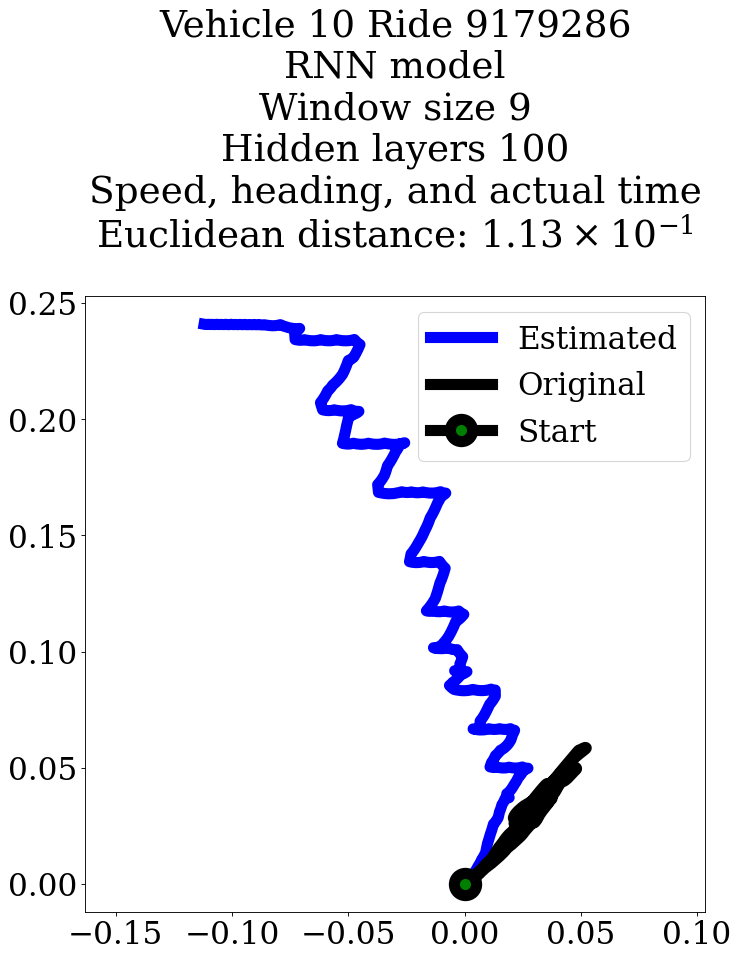 Vehicle 10 Ride 9179286
RNN model
Window size 9
Hidden layers 100
Speed, heading, and actual time
Euclidean distance: 1.13 × 10⁻¹
Estimated
Original
Start
0.25
0.20
0.15
0.10
0.05
0.00
−0.15 −0.10 −0.05 0.00 0.05 0.10